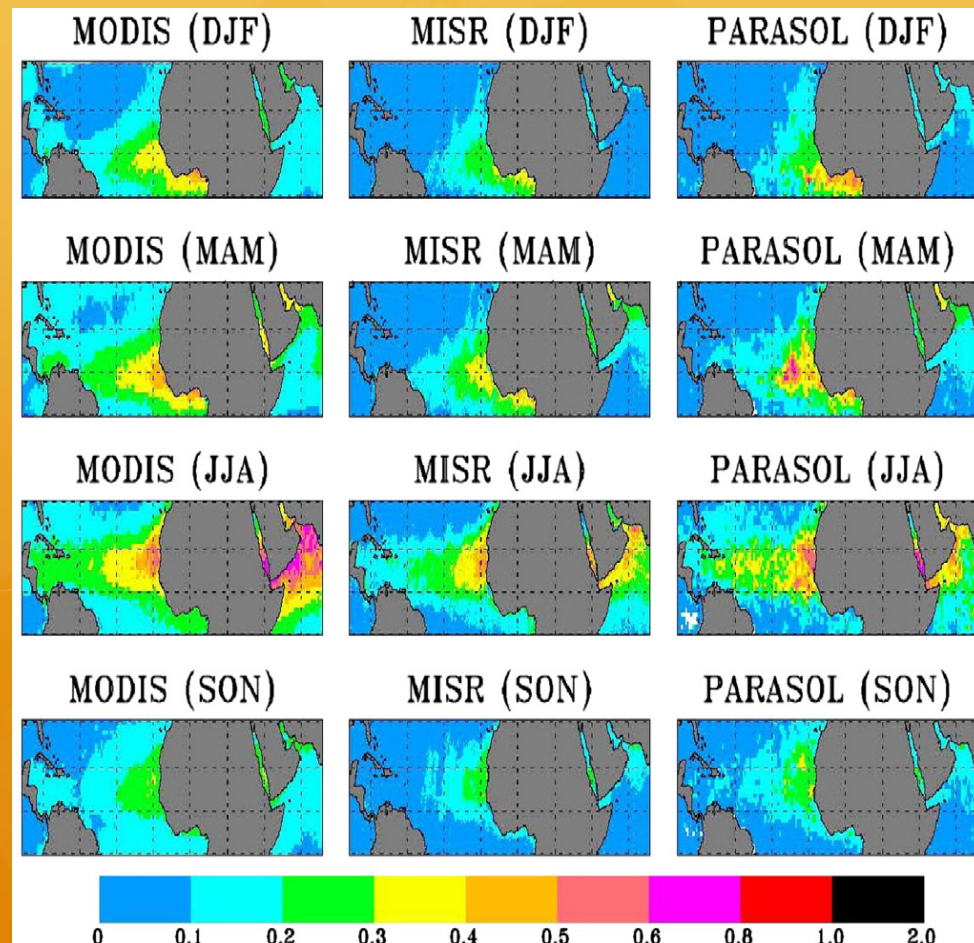 MODIS (DJF) MISR (DJF) PARASOL (DJF)
MODIS (MAM) MISR (MAM) PARASOL (MAM)
MODIS (JJA) MISR (JJA) PARASOL (JJA)
MODIS (SON) MISR (SON) PARASOL (SON)
0 0.1 0.2 0.3 0.4 0.5 0.6 0.8 1.0 2.0